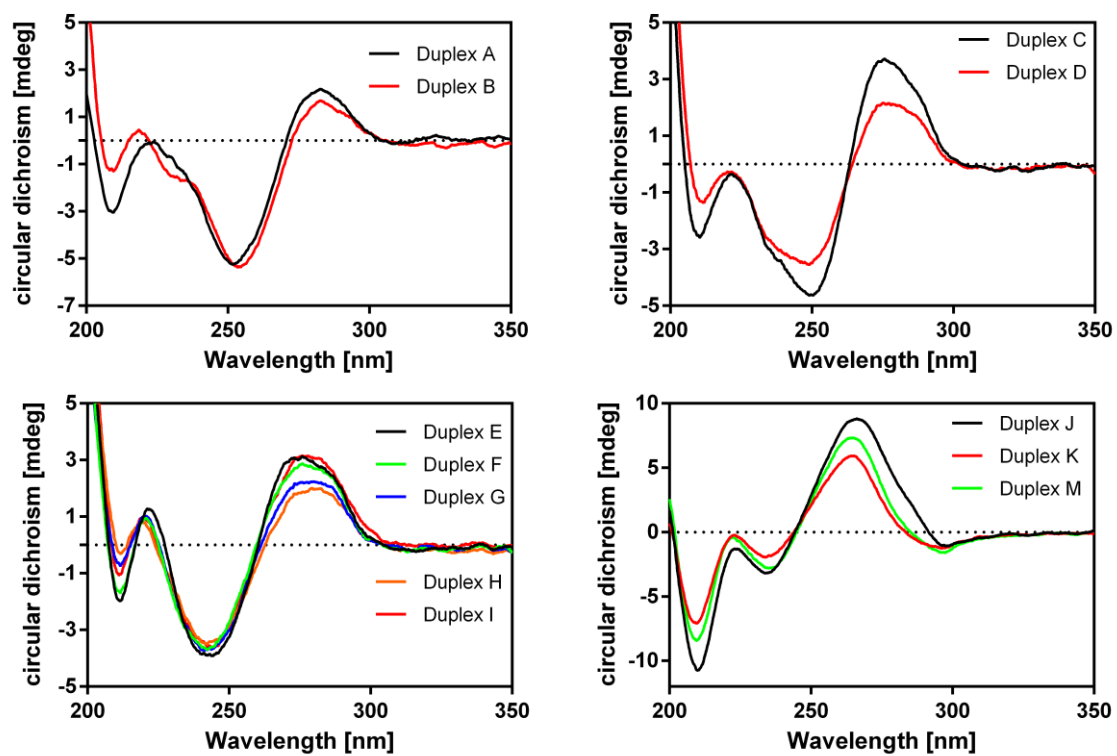 circular dichroism [mdeg]
5
3
1
-1
-3
-5
-7
Duplex A
Duplex B
200
250
300
350
Wavelength [nm]
circular dichroism [mdeg]
5
3
1
-1
-3
-5
Duplex C
Duplex D
200
250
300
350
Wavelength [nm]
circular dichroism [mdeg]
5
3
1
-1
-3
-5
Duplex E
Duplex F
Duplex G
Duplex H
Duplex I
200
250
300
350
Wavelength [nm]
circular dichroism [mdeg]
10
5
0
-5
-10
Duplex J
Duplex K
Duplex M
200
250
300
350
Wavelength [nm]